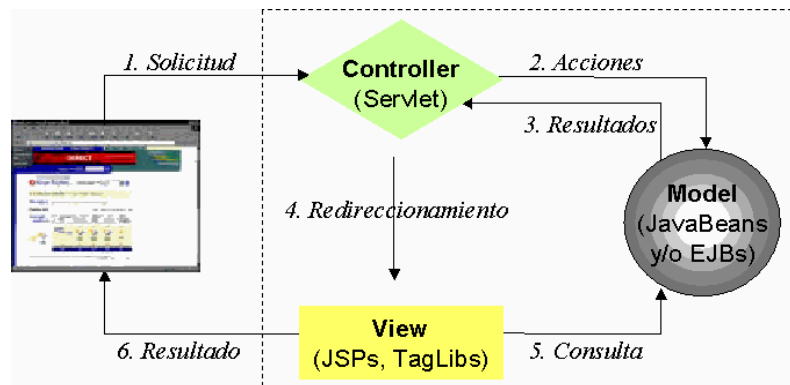 1. Solicitud
Controller
(Servlet)
2. Acciones
3. Resultados
DIRECT
4. Redireccionamiento
Model
(JavaBeans
y/o EJBs)
View
(JSPs, TagLibs)
5. Consulta
6. Resultado